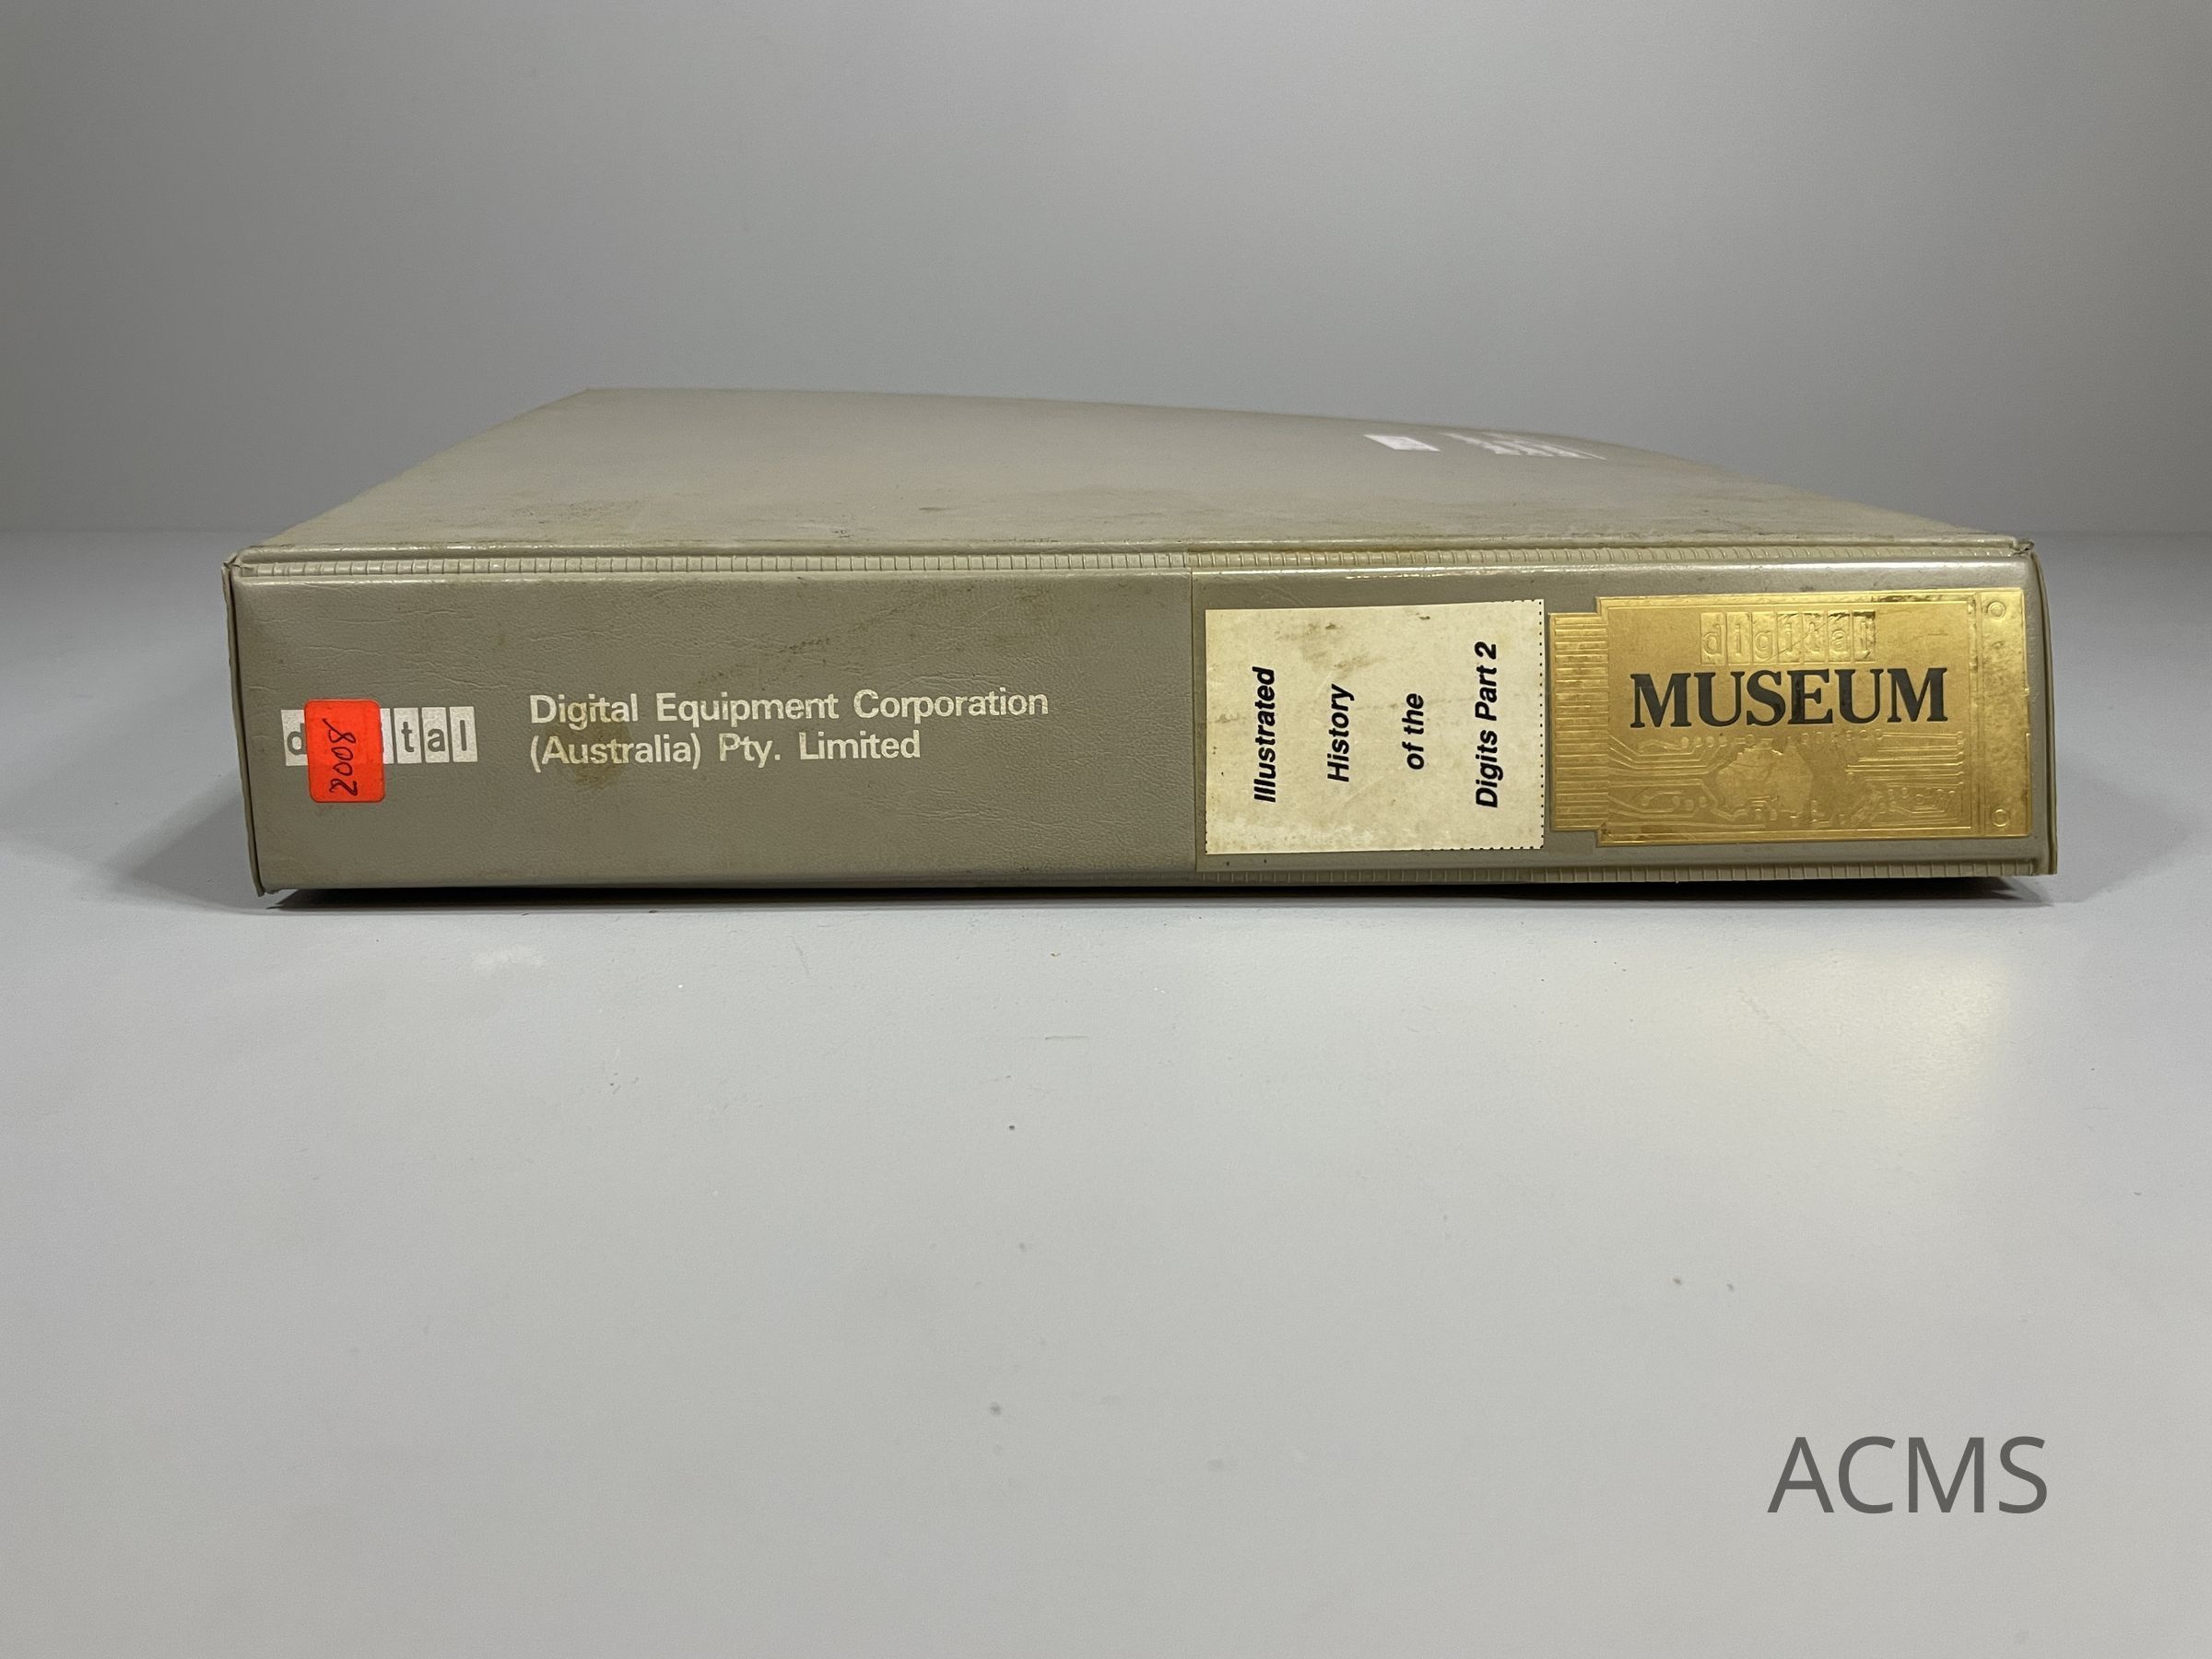 d tal
2008
Digital Equipment Corporation
(Australia) Pty. Limited
Illustrated
History
of the
Digits Part 2
digital
MUSEUM
ACMS